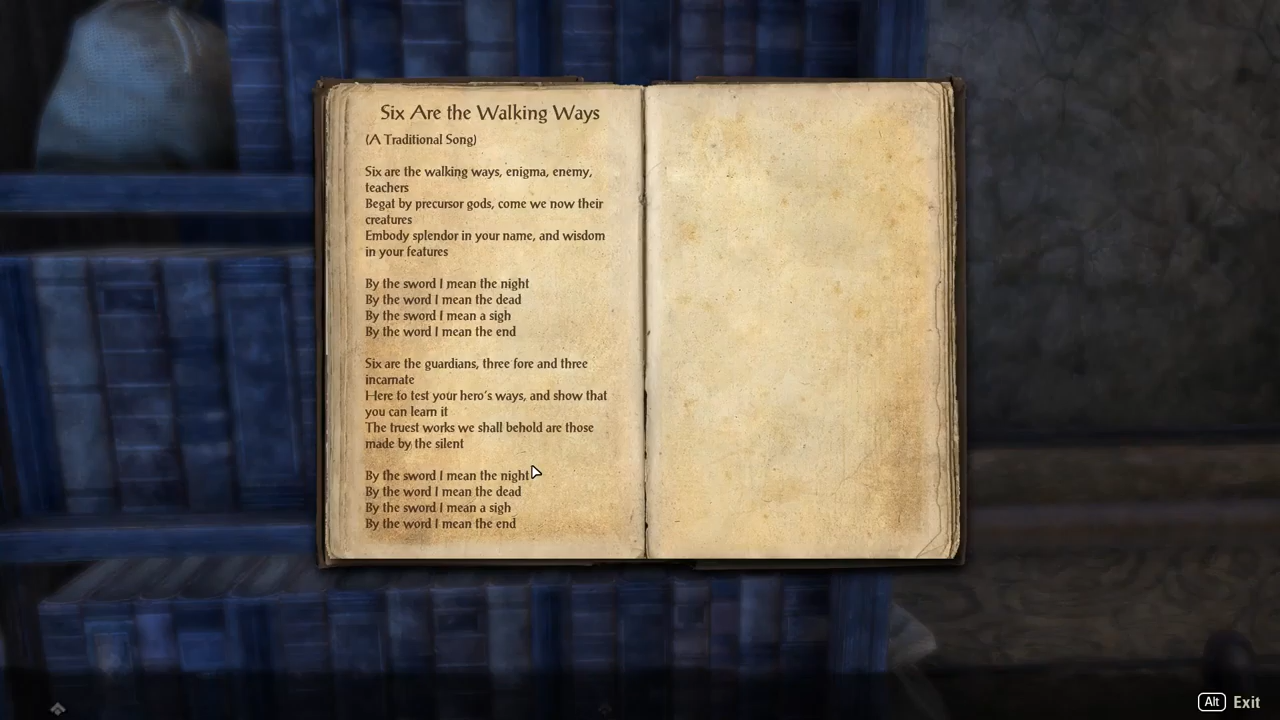 Six Are the Walking Ways
(A Traditional Song)
Six are the walking ways, enigma, enemy,
teachers
Begat by precursor gods, come we now their
creatures
Embody splendor in your name, and wisdom
in your features
By the sword I mean the night
By the word I mean the dead
By the sword I mean a sigh
By the word I mean the end
Six are the guardians, three fore and three
incarnate
Here to test your hero's ways, and show that
you can learn it
The truest works we shall behold are those
made by the silent
By the sword I mean the night
By the word I mean the dead
By the sword I mean a sigh
By the word I mean the end
Alt Exit